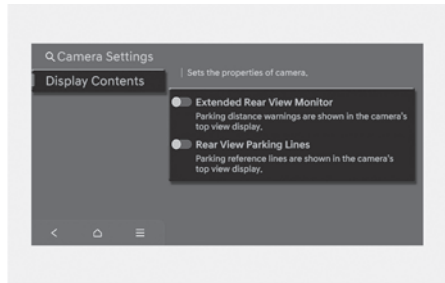 Camera Settings
Display Contents
Sets the properties of camera.
Extended Rear View Monitor
Parking distance warnings are shown in the camera's
top view display.
Rear View Parking Lines
Parking reference lines are shown in the camera's
top view display.